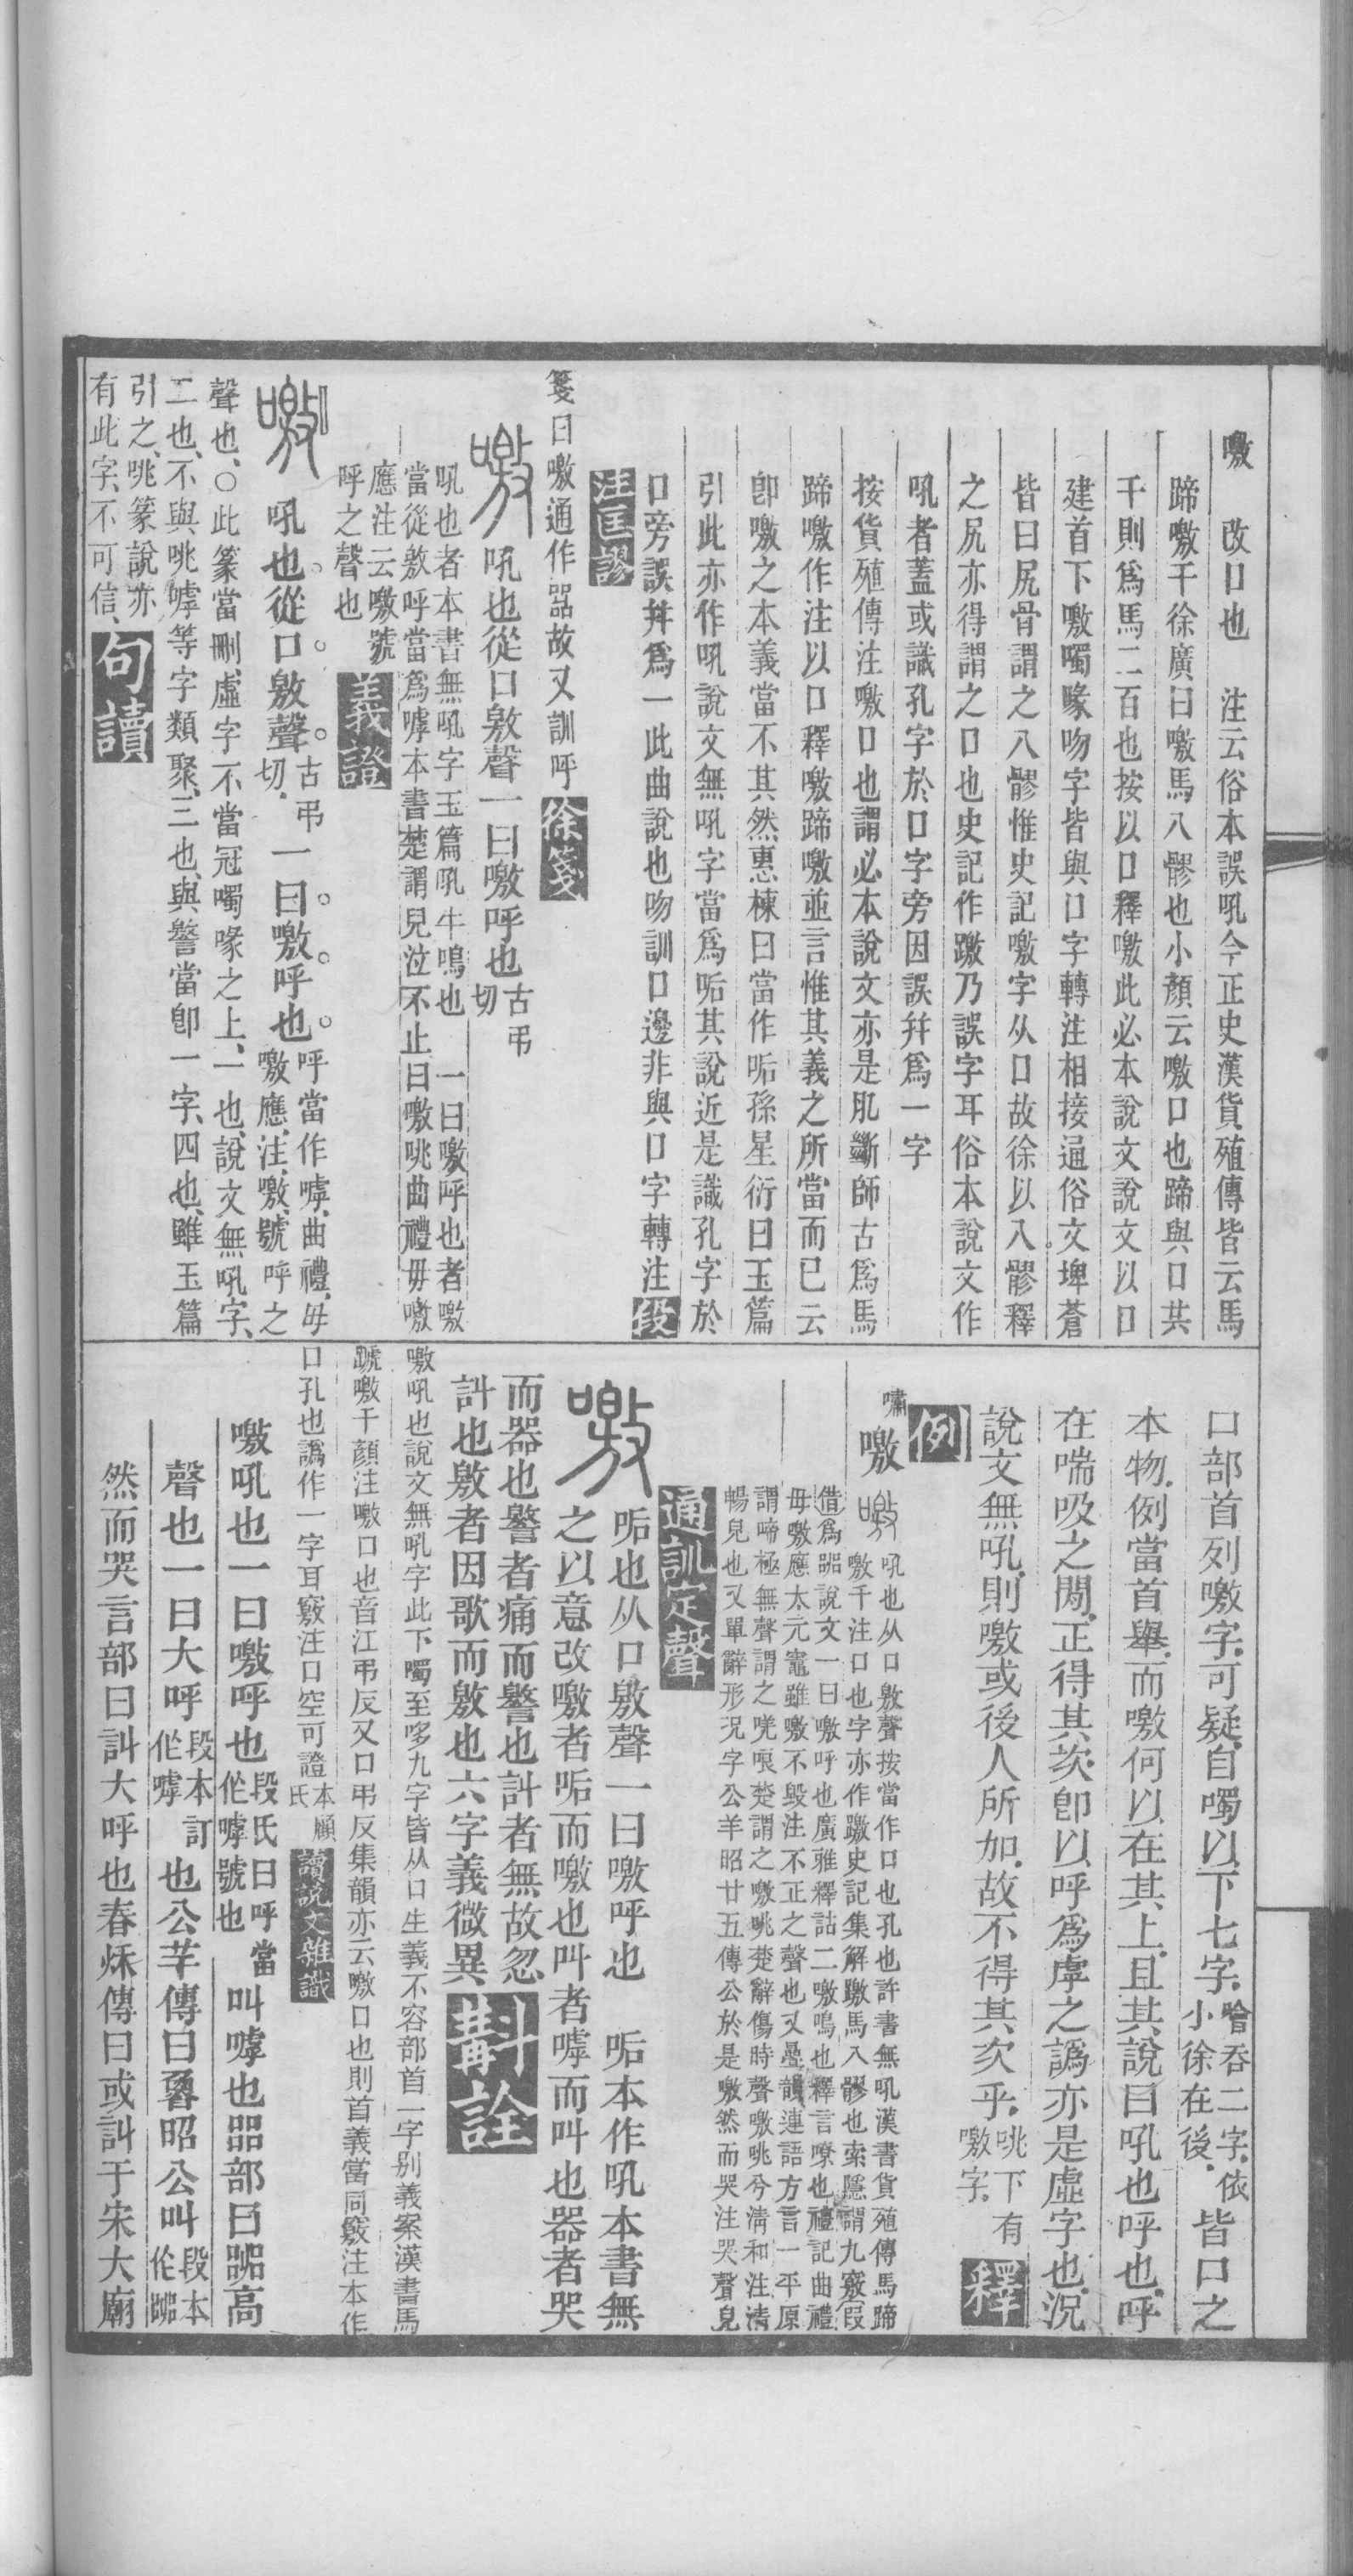 噭　改口也　注云俗本誤吼今正史漢貨殖傳皆云馬
蹄噭千徐廣曰噭馬八髎也小顏云噭口也蹄與口共
千則爲馬二百也按以口釋噭此必本說文說文以口
建首下噭噣喙吻字皆與口字轉注相接通俗文埤蒼
皆曰尻骨謂之八髎惟史記噭字从口故徐以八髎釋
之尻亦得謂之口也史記作躈乃誤字耳俗本說文作
吼者蓋或識孔字於口字旁因誤幷爲一字
按貨殖傳注噭口也謂必本說文亦是肊斷師古爲馬
蹄噭作注以口釋噭蹄噭並言惟其義之所當而已云
卽噭之本義當不其然惠棟曰當作呧孫星衍曰玉篇
引此亦作吼說文無吼字當爲呧其說近是識孔字於
口旁誤幷爲一此曲說也吻訓口邊非與口字轉注段
注匡謬
箋曰噭通作嘂故又訓呼　徐箋
噭　吼也從口敫聲一曰噭呼也古弔切
吼也者本書無吼字玉篇吼牛鳴也　一曰噭呼也者噭
當從敫呼當爲嘑本書楚謂兒泣不止曰噭咷曲禮毋噭
應注云噭號
呼之聲也　義證
噭　吼也從口敫聲古弔切一曰噭呼也呼當作嘑曲禮毋噭應注噭號呼之
聲也○此篆當刪虛字不當冠噣喙之上一也說文無吼字
二也不與咷嘑等字類聚三也與警當卽一字四也雖玉篇
引之咷篆說亦
有此字不可信　句讀
口部首列噭字可疑自噣以下七字噲吞二字依小徐在後皆口之
本物例當首舉而噭何以在其上且其說曰吼也呼也呼
在喘吸之閒正得其次卽以呼爲虖之譌亦是虛字也況
說文無吼則噭或後人所加故不得其次乎咷下有噭字　釋
例
嘯　噭　吼也从口敫聲按當作口也孔也許書無吼漢書貨殖傳馬蹄
噭千注口也字亦作躈史記集解躈馬八髎也索隱謂九竅叚
借爲嘂說文一曰噭呼也廣雅釋詁二噭鳴也釋言嘹也禮記曲禮
毋噭應太元竈雖噭不毀注不正之聲也又疊韻連語方言一平原
謂啼極無聲謂之唴哴楚謂之噭咷楚辭傷時聲噭咷兮淸和注淸
暢皃也又單辭形況字公羊昭廿五傳公於是噭然而哭注哭聲皃
通訓定聲
噭　呧也从口敫聲一曰噭呼也　呧本作吼本書無
之以意改噭者呧而噭也叫者嘑而叫也器者哭
而器也警者痛而警也訆者無故忽
訆也敫者因歌而敫也六字義微異　斠詮
噭吼也說文無吼字此下噣至哆九字皆从口生義不容部首一字別義案漢書馬
蹏噭千顏注噭口也音江弔反又口弔反集韻亦云噭口也則首義當同竅注本作
口孔也譌作一字耳竅注口空可證本顧氏　讀說文雜識
噭吼也一曰噭呼也段氏曰呼當作嘑號也　叫嘑也㗊部曰嘂高
聲也一曰大呼段本訂作嘑也公羊傳曰魯昭公叫段本作嘂
然而哭言部曰訆大呼也春秌傳曰或訆于宋大廟